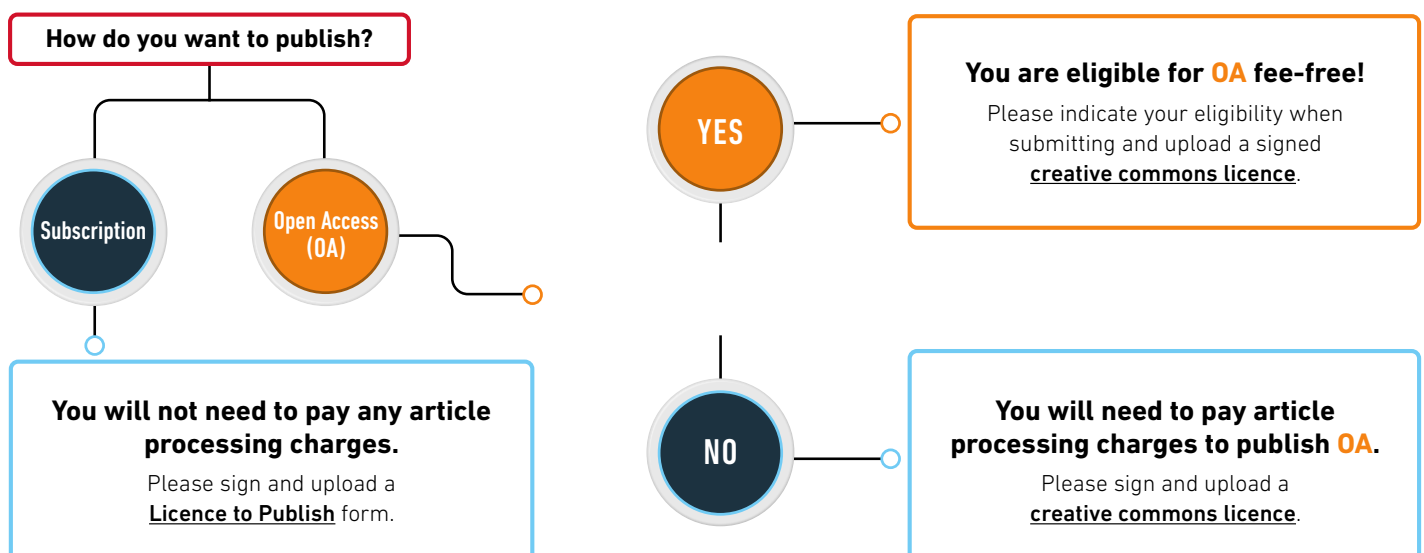 How do you want to publish?
Subscription
Open Access
(OA)
You will not need to pay any article
processing charges.
Please sign and upload a
Licence to Publish form.
YES
You are eligible for OA fee-free!
Please indicate your eligibility when
submitting and upload a signed
creative commons licence.
NO
You will need to pay article
processing charges to publish OA.
Please sign and upload a
creative commons licence.